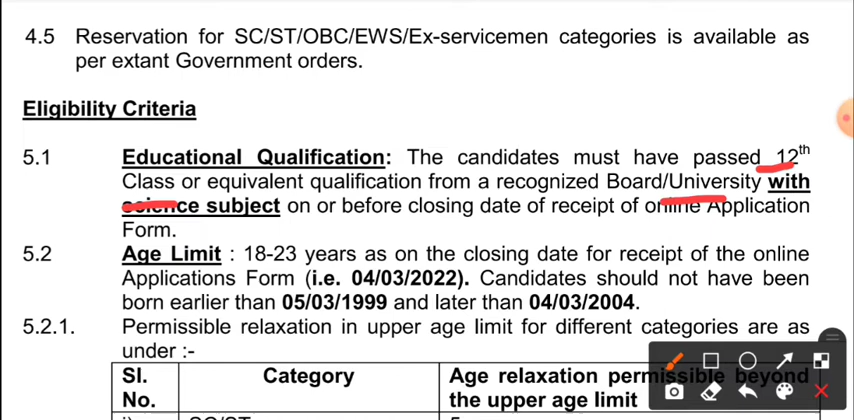 4.5 Reservation for SC/ST/OBC/EWS/Ex-servicemen categories is available as
per extant Government orders.
Eligibility Criteria
5.1 Educational Qualification: The candidates must have passed 12th
Class or equivalent qualification from a recognized Board/University with
science subject on or before closing date of receipt of online Application
Form.
5.2 Age Limit : 18-23 years as on the closing date for receipt of the online
Applications Form (i.e. 04/03/2022). Candidates should not have been
born earlier than 05/03/1999 and later than 04/03/2004.
5.2.1. Permissible relaxation in upper age limit for different categories are as
under :-
Sl. Category Age relaxation permissible beyond
No. the upper age limit